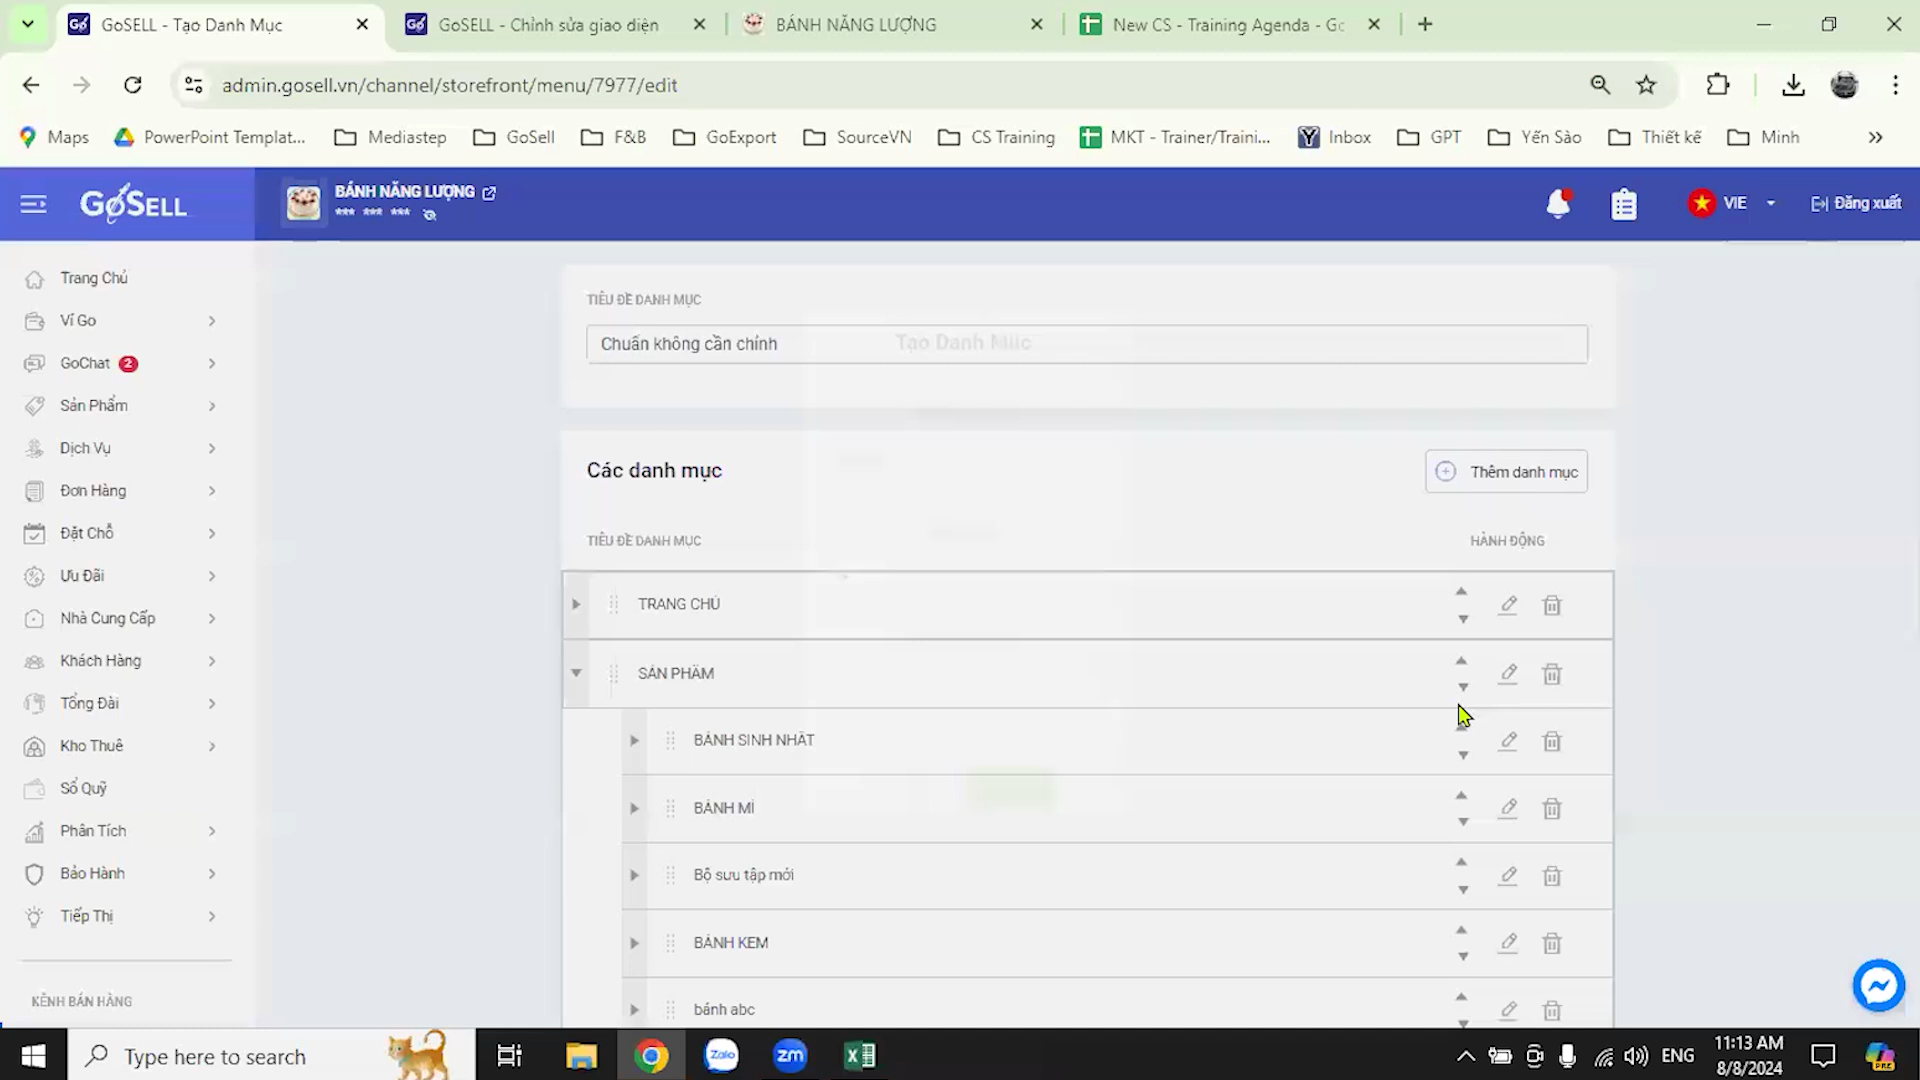 GoSELL - Tạo Danh Mục
GoSELL - Chỉnh sửa giao diện
BÁNH NĂNG LƯỢNG
New CS - Training Agenda - Go
admin.gosell.vn/channel/storefront/menu/7977/edit
Maps
PowerPoint Templat...
Mediastep
GoSell
F&B
GoExport
SourceVN
CS Training
MKT - Trainer/Traini...
Inbox
GPT
Yến Sào
Thiết kế
Minh
GOSELL
BÁNH NĂNG LƯỢNG
*** *** ***
VIE
Đăng xuất
Trang Chủ
Ví Go
GoChat 2
Sản Phẩm
Dịch Vụ
Đơn Hàng
Đặt Chỗ
Ưu Đãi
Nhà Cung Cấp
Khách Hàng
Tổng Đài
Kho Thuê
Sổ Quỹ
Phân Tích
Bảo Hành
Tiếp Thị
KÊNH BÁN HÀNG
TIÊU ĐỀ DANH MỤC
Chuẩn không cần chỉnh
Tạo Danh Mục
Các danh mục
Thêm danh mục
TIÊU ĐỀ DANH MỤC
HÀNH ĐỘNG
TRANG CHỦ
SẢN PHẨM
BÁNH SINH NHẬT
BÁNH MÌ
Bộ sưu tập mới
BÁNH KEM
bánh abc
Type here to search
Zalo
zm
ENG
11:13 AM
8/8/2024
PRE